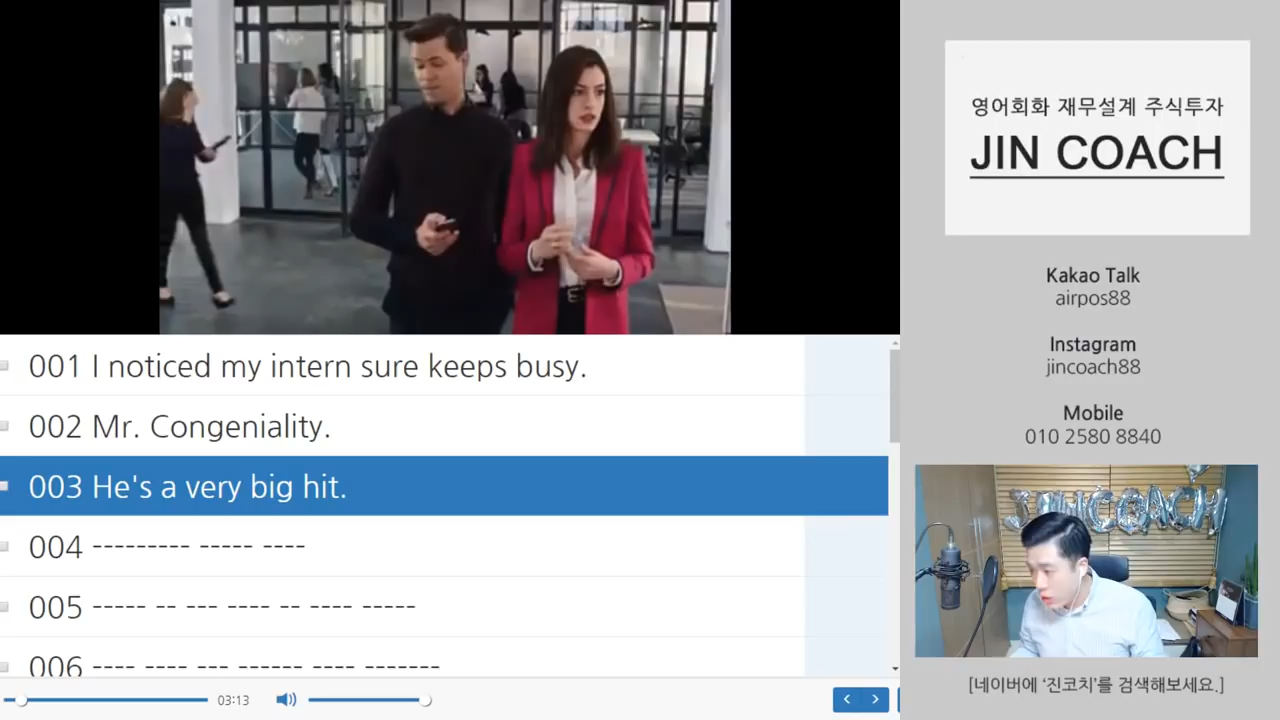 001 I noticed my intern sure keeps busy.
002 Mr. Congeniality.
003 He's a very big hit.
004 --------- ----- ----
005 ----- -- --- ---- -- ---- -----
006 ---- ---- --- ------ ---- -------
03:13
영어회화 재무설계 주식투자
JIN COACH
Kakao Talk
airpos88
Instagram
jincoach88
Mobile
010 2580 8840
JINCOACH
[네이버에 '진코치'를 검색해보세요.]